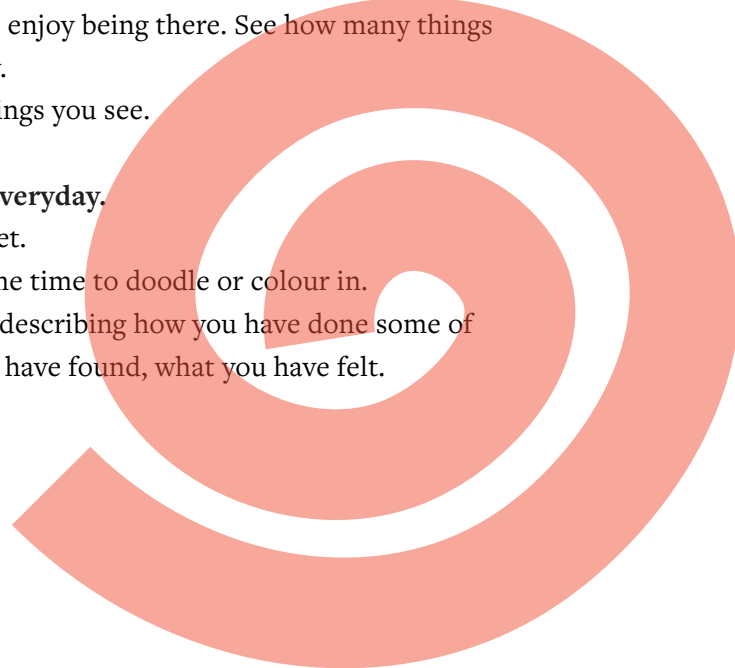 enjoy being there. See how many things
ings you see.
veryday.
et.
ne time to doodle or colour in.
describing how you have done some of
have found, what you have felt.